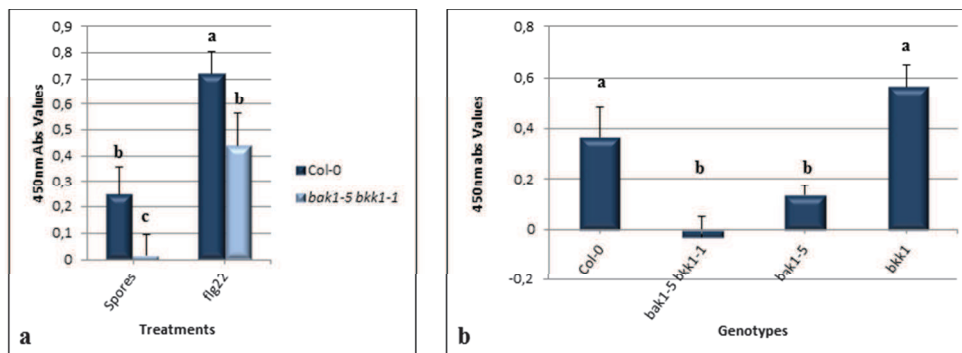 0,9
0,8
0,7
0,6
0,5
0,4
0,3
0,2
0,1
0
450nm Abs Values
a
b
b
c
Spores
flg22
Treatments
Col-0
bak1-5 bkk1-1
a
0,6
0,4
0,2
0
-0,2
450nm abs Values
a
b
b
a
Col-0
bak1-5 bkk1-1
bak1-5
bkk1
Genotypes
b